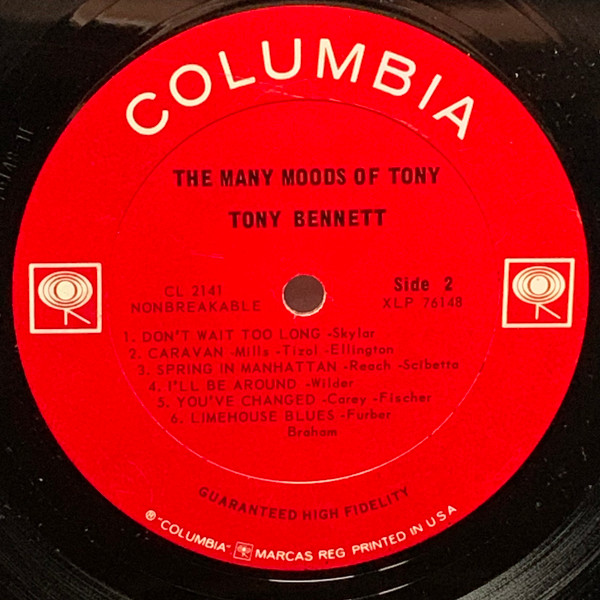 COLUMBIA
THE MANY MOODS OF TONY
TONY BENNETT
CL 2141
NONBREAKABLE
Side 2
XLP 76148
1. DON'T WAIT TOO LONG -Skylar
2. CARAVAN -Mills -Tizol -Ellington
3. SPRING IN MANHATTAN -Reach -Scibetta
4. I'LL BE AROUND -Wilder
5. YOU'VE CHANGED -Carey -Fischer
6. LIMEHOUSE BLUES -Furber
Braham
GUARANTEED HIGH FIDELITY
® "COLUMBIA" MARCAS REG PRINTED IN U S A